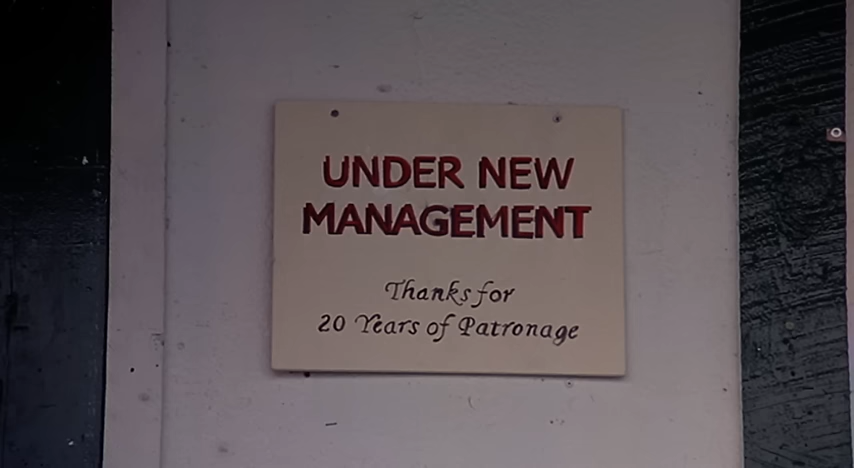 UNDER NEW
MANAGEMENT
Thanks for
20 Years of Patronage